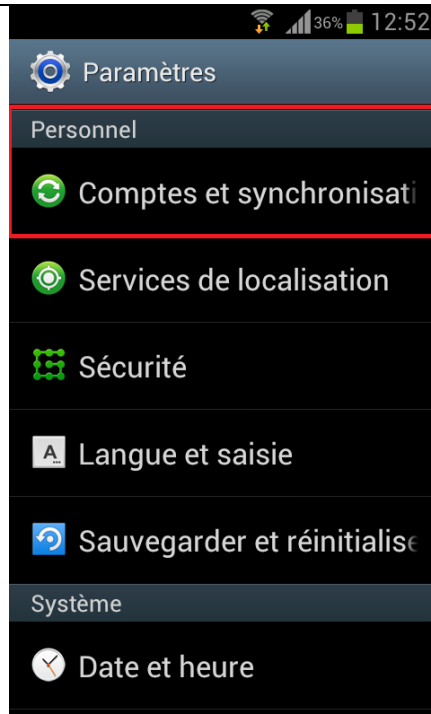 36% 12:52
Paramètres
Personnel
Comptes et synchronisati
Services de localisation
Sécurité
A
Langue et saisie
Sauvegarder et réinitialise
Système
Date et heure